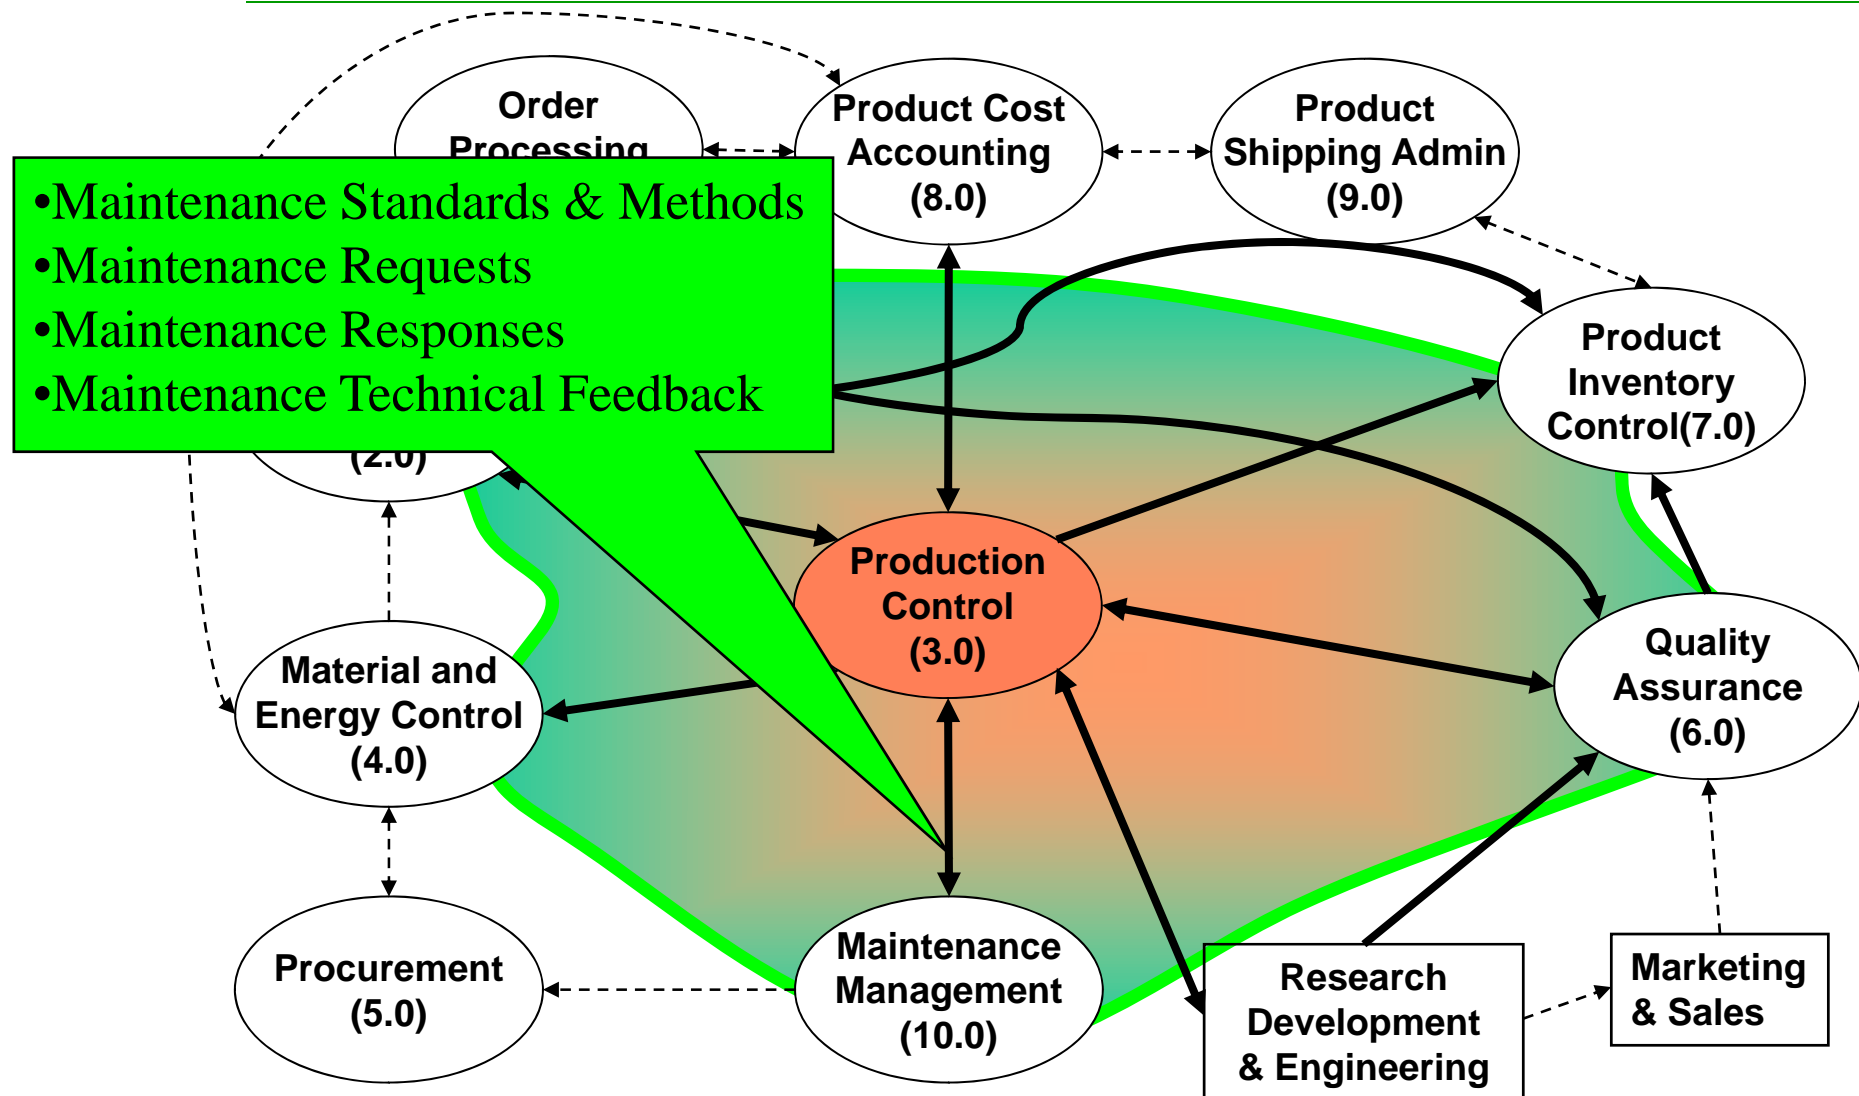 Order
Processing
Product Cost
Accounting
(8.0)
Product
Shipping Admin
(9.0)
•Maintenance Standards & Methods
•Maintenance Requests
•Maintenance Responses
•Maintenance Technical Feedback
Product
Inventory
Control(7.0)
(2.0)
Production
Control
(3.0)
Quality
Assurance
(6.0)
Material and
Energy Control
(4.0)
Procurement
(5.0)
Maintenance
Management
(10.0)
Research
Development
& Engineering
Marketing
& Sales